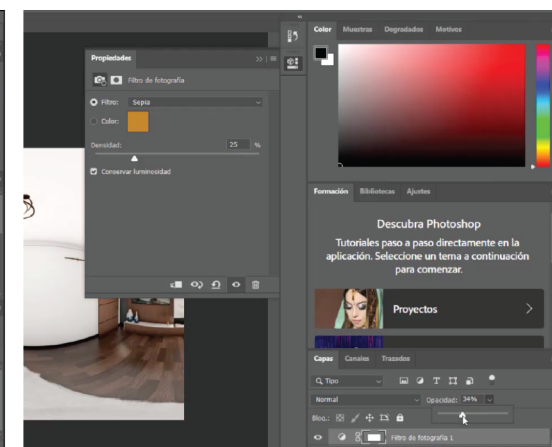 Propiedades
Filtro de fotografía
Filtro: Sepia
Color:
Densidad: 25 %
Conservar luminosidad
Color Muestras Degradados Motivos
Formación Bibliotecas Ajustes
Descubra Photoshop
Tutoriales paso a paso directamente en la
aplicación. Seleccione un tema a continuación
para comenzar.
Proyectos
Capas Canales Trazados
Tipo
Normal Opacidad: 34%
Bloq.:
Filtro de fotografía 1